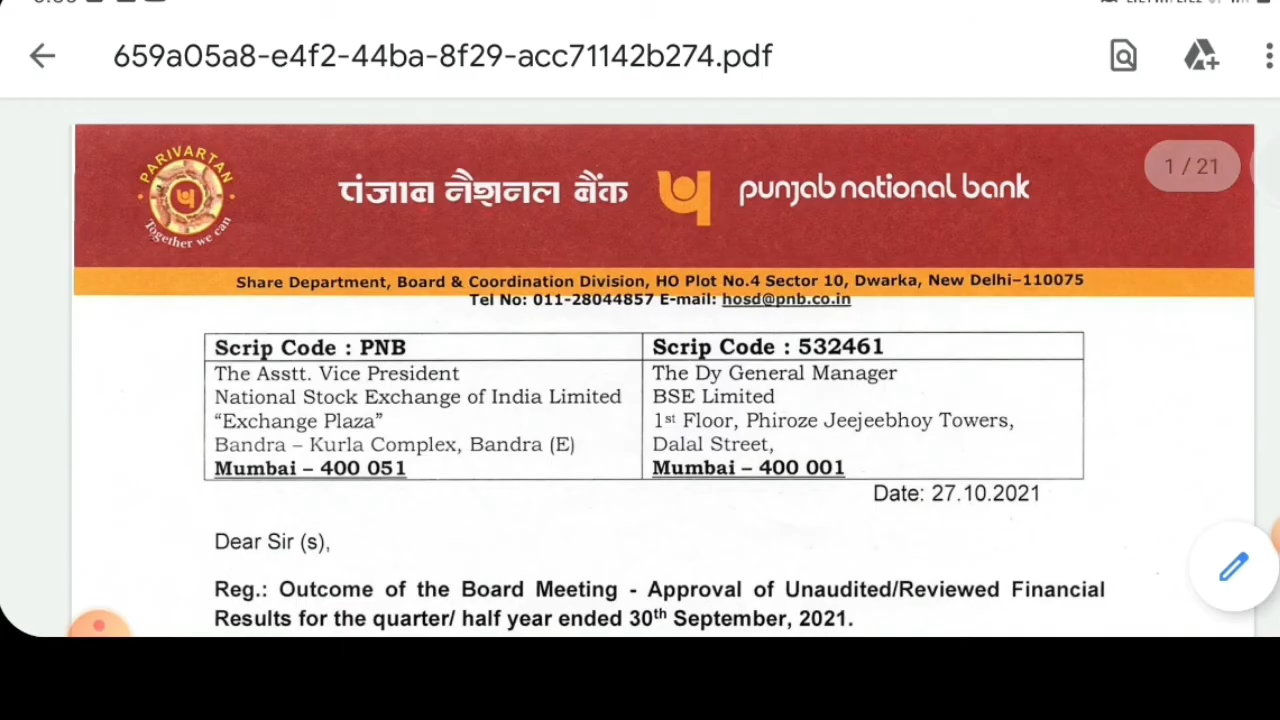 659a05a8-e4f2-44ba-8f29-acc71142b274.pdf
PARIVARTAN
Together we can
पंजाब नैशनल बैंक punjab national bank
1 / 21
Share Department, Board & Coordination Division, HO Plot No.4 Sector 10, Dwarka, New Delhi–110075
Tel No: 011-28044857 E-mail: hosd@pnb.co.in
Scrip Code : PNB
The Asstt. Vice President
National Stock Exchange of India Limited
“Exchange Plaza”
Bandra – Kurla Complex, Bandra (E)
Mumbai – 400 051
Scrip Code : 532461
The Dy General Manager
BSE Limited
1st Floor, Phiroze Jeejeebhoy Towers,
Dalal Street,
Mumbai – 400 001
Date: 27.10.2021
Dear Sir (s),
Reg.: Outcome of the Board Meeting - Approval of Unaudited/Reviewed Financial
Results for the quarter/ half year ended 30th September, 2021.